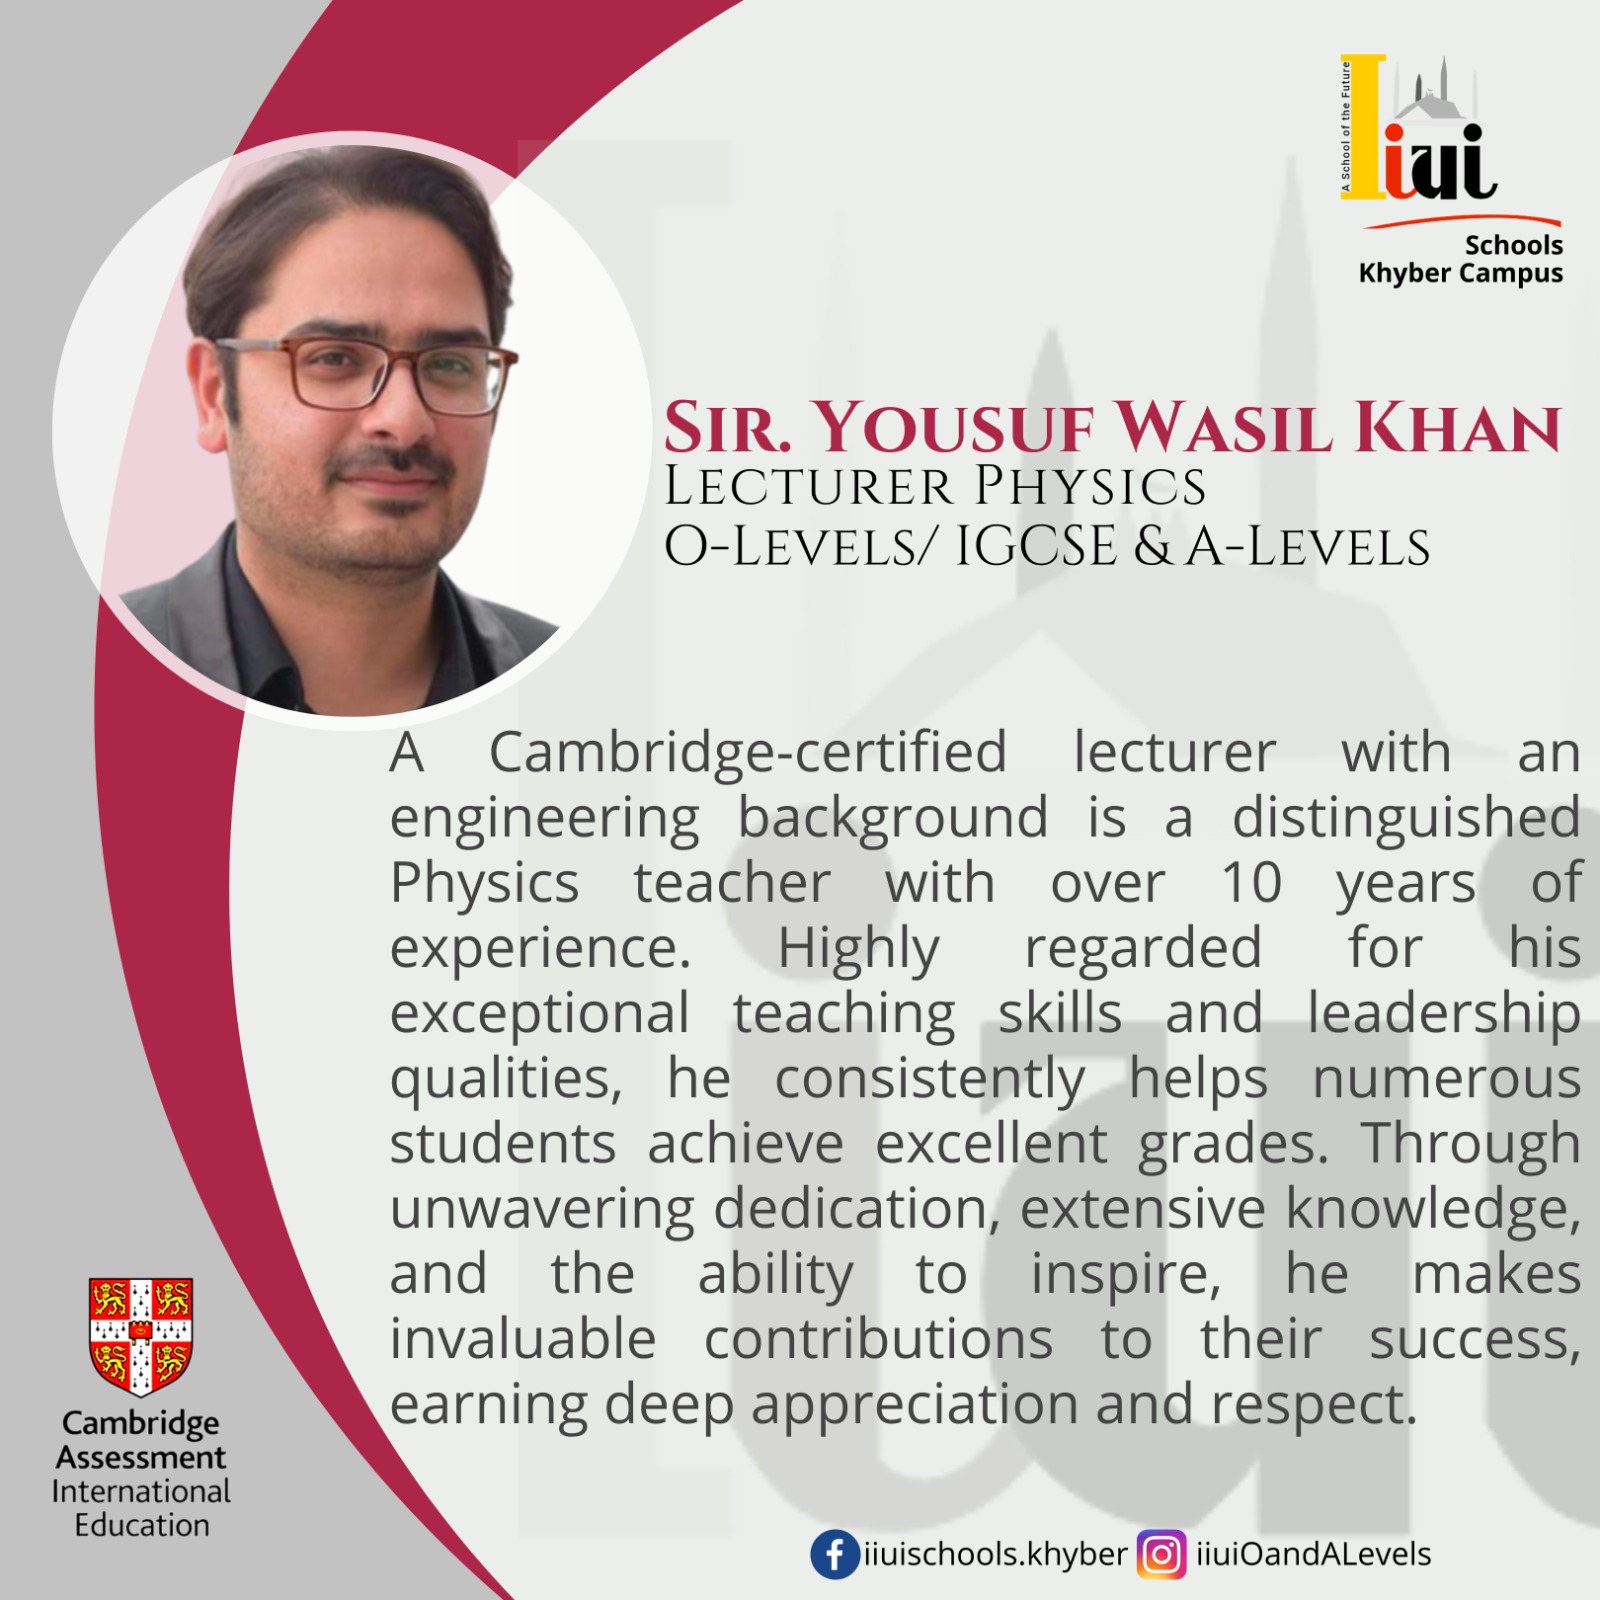 A School of the Future
Iiui
Schools
Khyber Campus
Sir. Yousuf Wasil Khan
Lecturer Physics
O-Levels/ IGCSE & A-Levels
A Cambridge-certified lecturer with an
engineering background is a distinguished
Physics teacher with over 10 years of
experience. Highly regarded for his
exceptional teaching skills and leadership
qualities, he consistently helps numerous
students achieve excellent grades. Through
unwavering dedication, extensive knowledge,
and the ability to inspire, he makes
invaluable contributions to their success,
earning deep appreciation and respect.
Cambridge
Assessment
International
Education
iiuischools.khyber
iiuiOandALevels